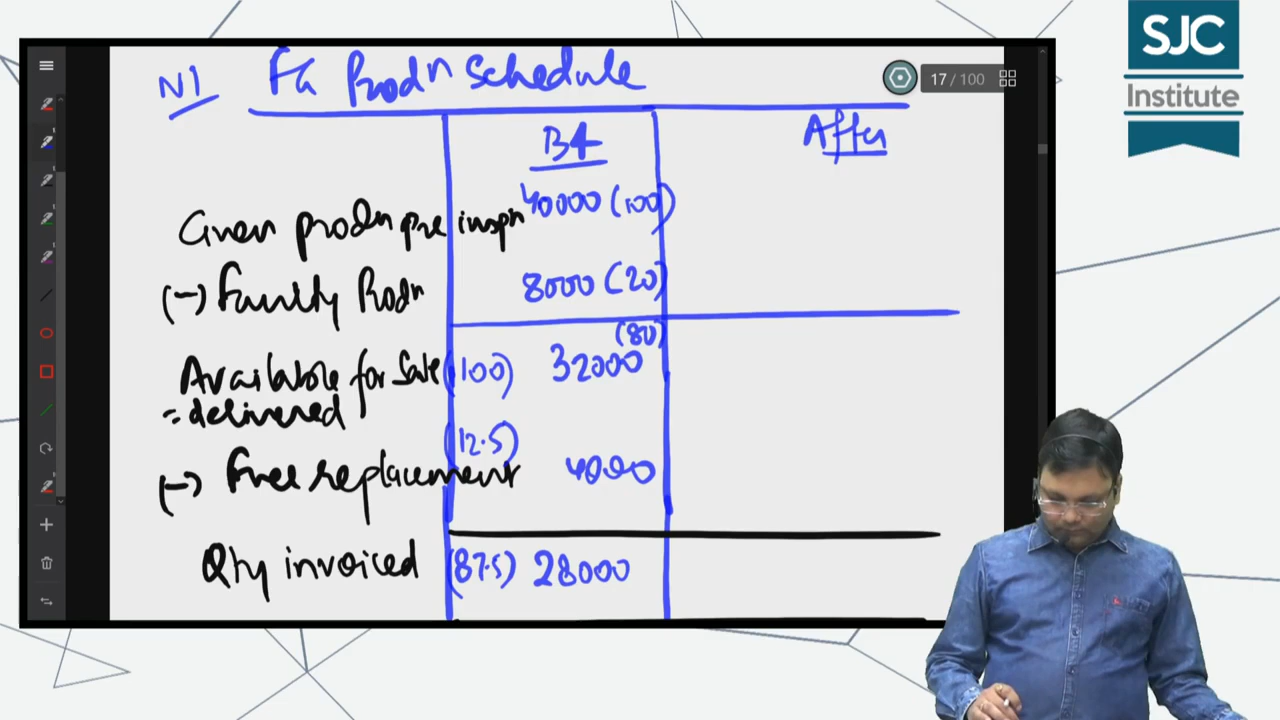 SJC
Institute
17 / 100
N1 FG Prodn Schedule
B4 After
Given prodn pre inspn 40000 (100)
(-) Faulty Prodn 8000 (20)
(80)
Available for Sale (100) 32000
= delivered
(12.5)
(-) Free replacement 4000
Qty invoiced (87.5) 28000